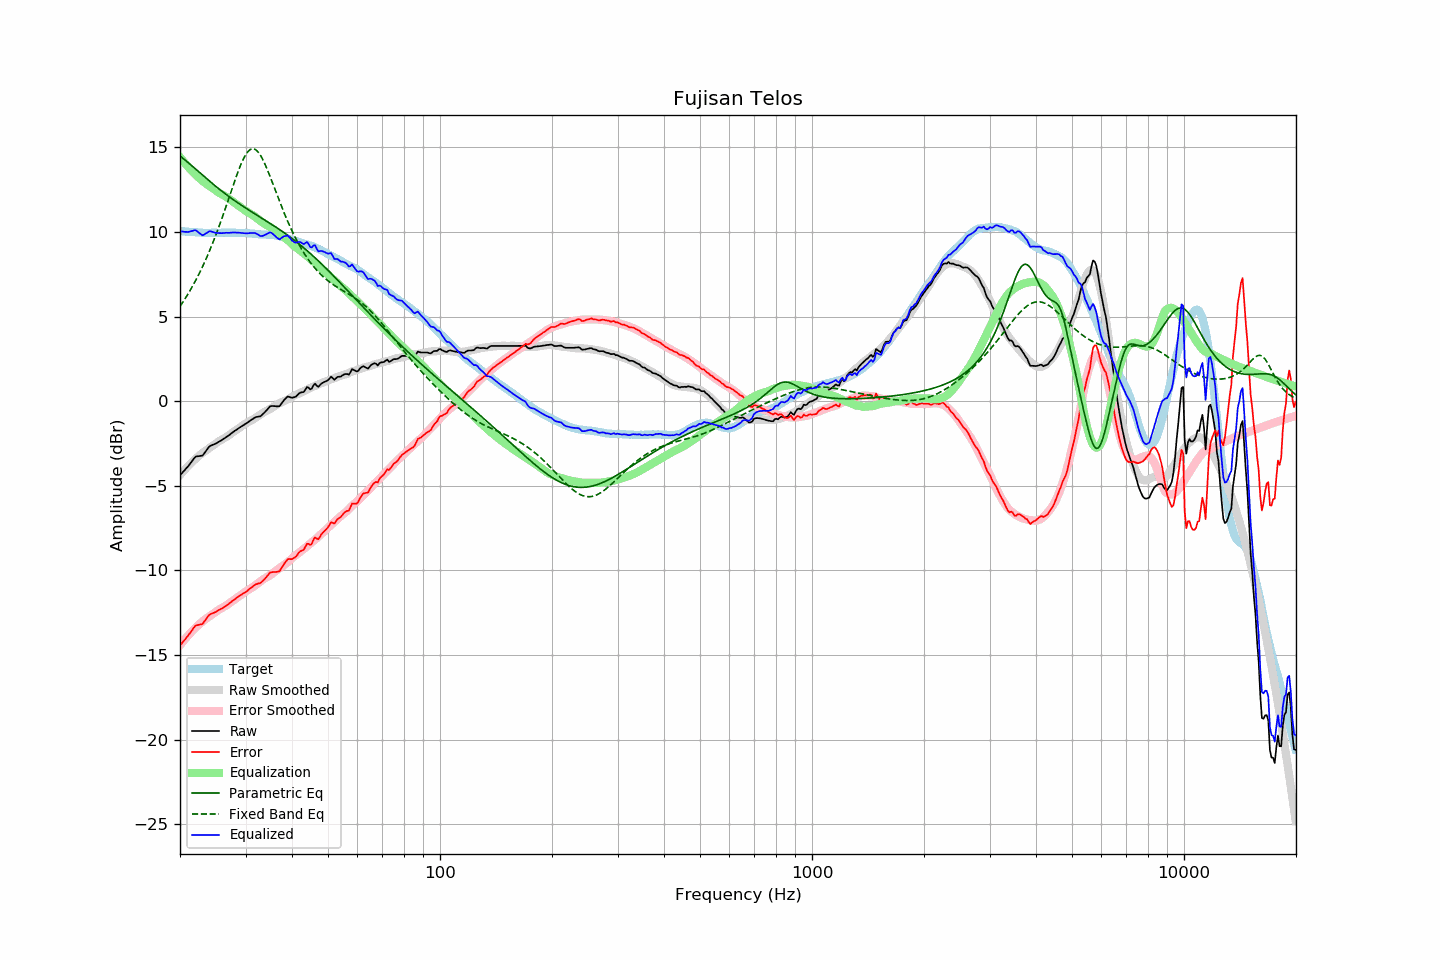 Fujisan Telos
15
10
5
0
−5
−10
−15
−20
−25
Amplitude (dBr)
Target
Raw Smoothed
Error Smoothed
Raw
Error
Equalization
Parametric Eq
Fixed Band Eq
Equalized
100
1000
10000
Frequency (Hz)